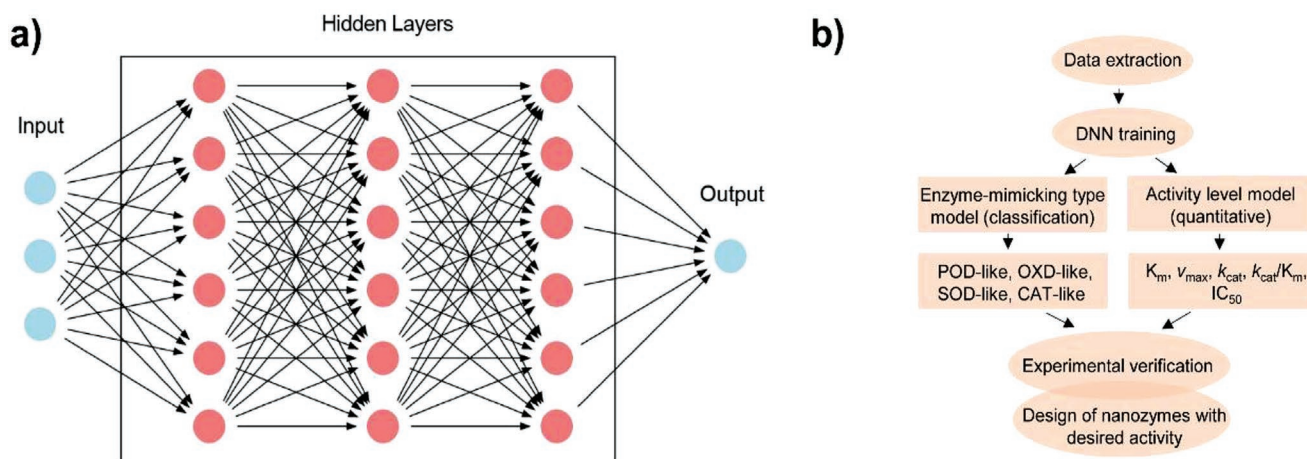 a)
Hidden Layers
Input
Output
b)
Data extraction
DNN training
Enzyme-mimicking type
model (classification)
Activity level model
(quantitative)
POD-like, OXD-like,
SOD-like, CAT-like
Km, vmax, kcat, kcat/Km,
IC50
Experimental verification
Design of nanozymes with
desired activity